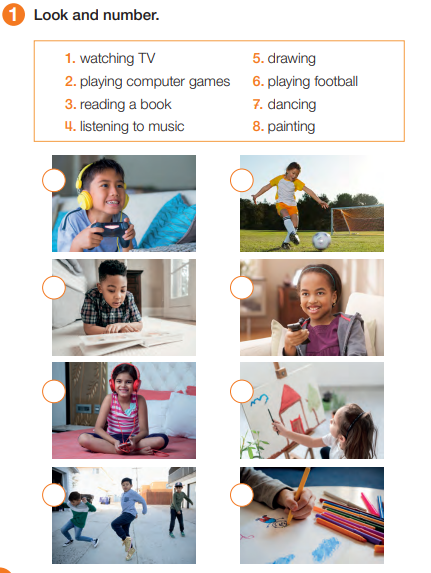 1 Look and number.
1. watching TV
2. playing computer games
3. reading a book
4. listening to music
5. drawing
6. playing football
7. dancing
8. painting